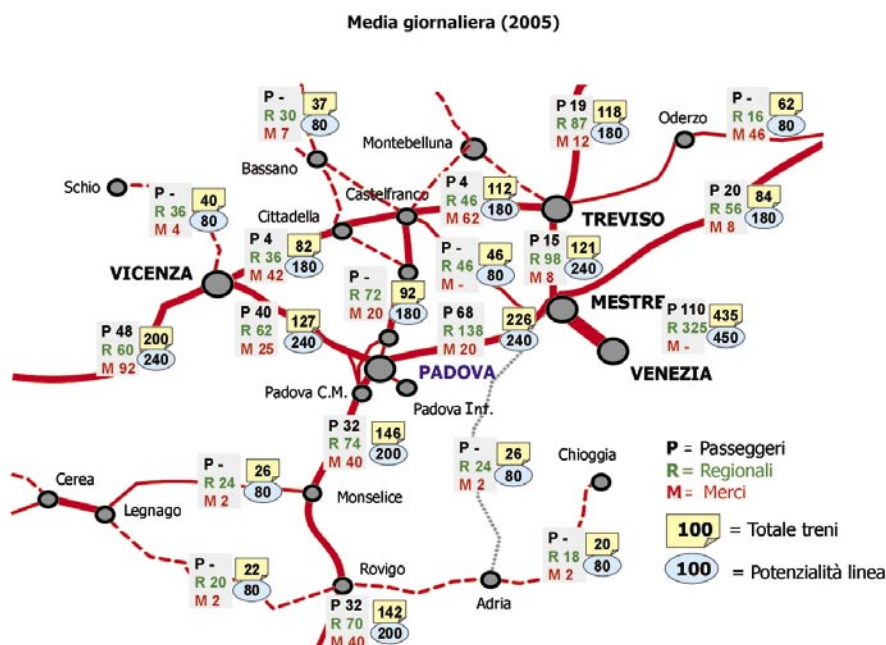 Media giornaliera (2005)
P -
R 30
M 7
37
80
P 19
R 87
M 12
118
180
Oderzo
P -
R 16
M 46
62
80
Montebelluna
Bassano
Schio
P -
R 36
M 4
40
80
Castelfranco
P 4
R 46
M 62
112
180
P 20
R 56
M 8
84
180
Cittadella
TREVISO
P 4
R 36
M 42
82
180
P -
R 46
M -
46
80
P 15
R 98
M 8
121
240
VICENZA
P -
R 72
M 20
92
180
MESTRE
P 48
R 60
M 92
200
240
P 40
R 62
M 25
127
240
P 68
R 138
M 20
226
240
P 110
R 325
M -
435
450
PADOVA
VENEZIA
Padova C.M.
Padova Int.
P 32
R 74
M 40
146
200
P -
R 24
M 2
26
80
Chioggia
P = Passeggeri
R = Regionali
M = Merci
Cerea
P -
R 24
M 2
26
80
Legnago
Monselice
100 = Totale treni
P -
R 18
M 2
20
80
P -
R 20
M 2
22
80
Rovigo
Adria
100 = Potenzialità linea
P 32
R 70
M 40
142
200